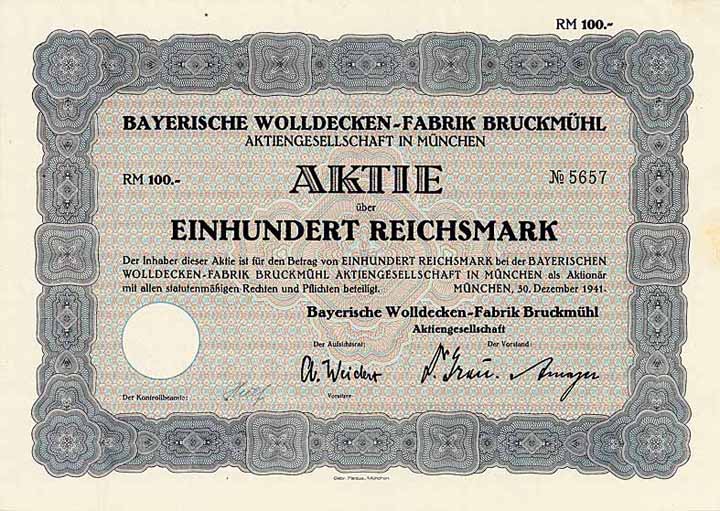 RM 100.-
BAYERISCHE WOLLDECKEN-FABRIK BRUCKMÜHL
AKTIENGESELLSCHAFT IN MÜNCHEN
RM 100.-
AKTIE
№ 5657
über
EINHUNDERT REICHSMARK
Der Inhaber dieser Aktie ist für den Betrag von EINHUNDERT REICHSMARK bei der BAYERISCHEN
WOLLDECKEN-FABRIK BRUCKMÜHL AKTIENGESELLSCHAFT IN MÜNCHEN als Aktionär
mit allen statutenmäßigen Rechten und Pflichten beteiligt. MÜNCHEN, 30. Dezember 1941.
Bayerische Wolldecken-Fabrik Bruckmühl
Aktiengesellschaft
Der Aufsichtsrat: Der Vorstand:
A. Weidert
Der Kontrollbeamte: Vorsitzer
Gebr. Parcus, München